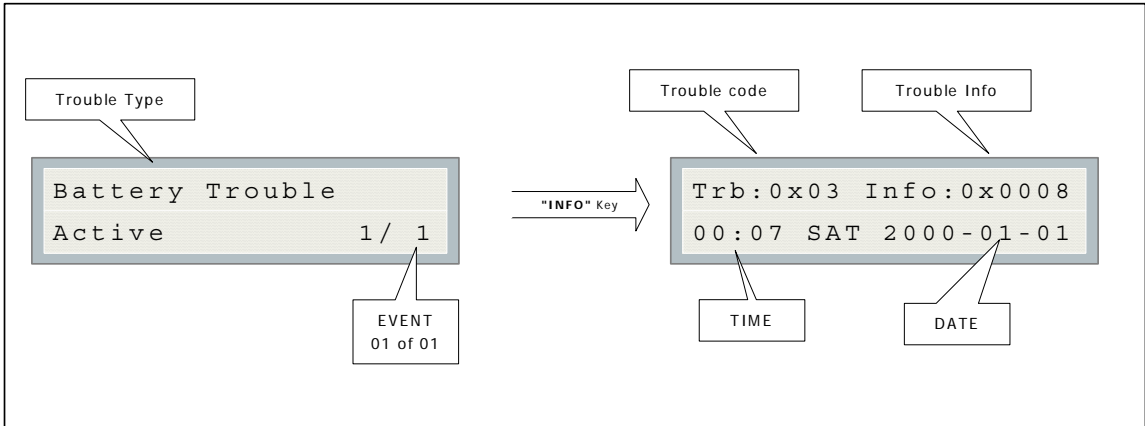 Trouble Type
Battery Trouble
Active 1/ 1
EVENT
01 of 01
"INFO" Key
Trouble code
Trouble Info
Trb:0x03 Info:0x0008
00:07 SAT 2000-01-01
TIME
DATE